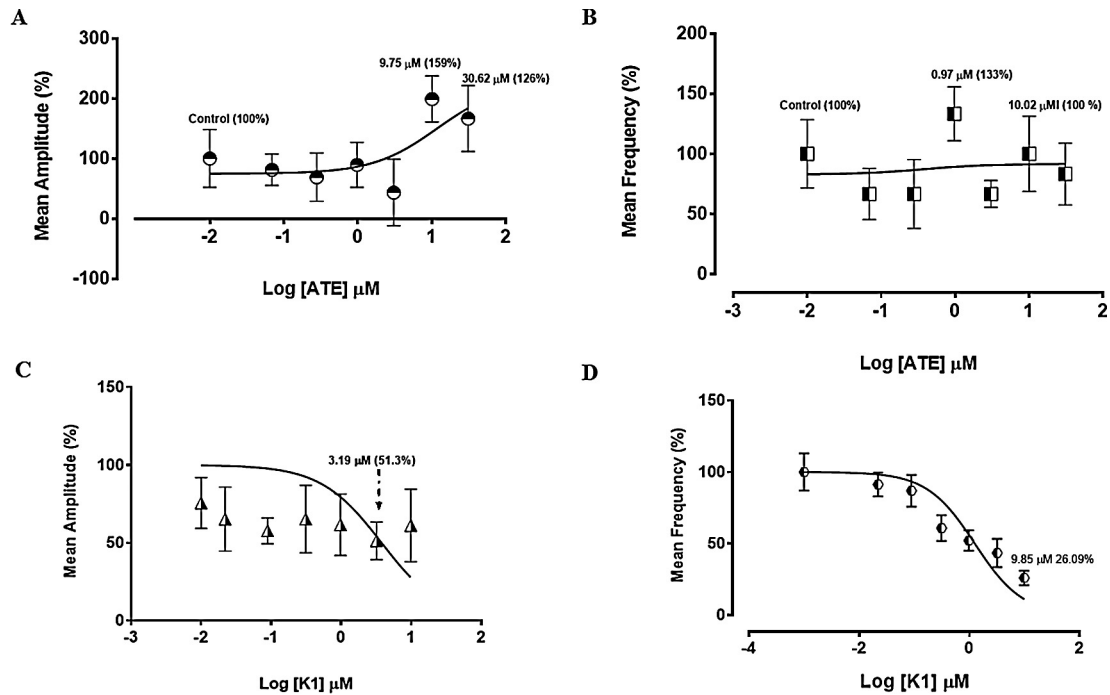 A
300
200
100
0
-100
Mean Amplitude (%)
Control (100%)
9.75 µM (159%)
30.62 µM (126%)
-2
-1
0
1
2
Log [ATE] µM
B
200
150
100
50
0
Mean Frequency (%)
Control (100%)
0.97 µM (133%)
10.02 µMI (100 %)
-3
-2
-1
0
1
2
Log [ATE] µM
C
150
100
50
0
Mean Amplitude (%)
3.19 µM (51.3%)
-3
-2
-1
0
1
2
Log [K1] µM
D
150
100
50
0
Mean Frequency (%)
9.85 µM 26.09%
-4
-2
0
2
Log [K1] µM